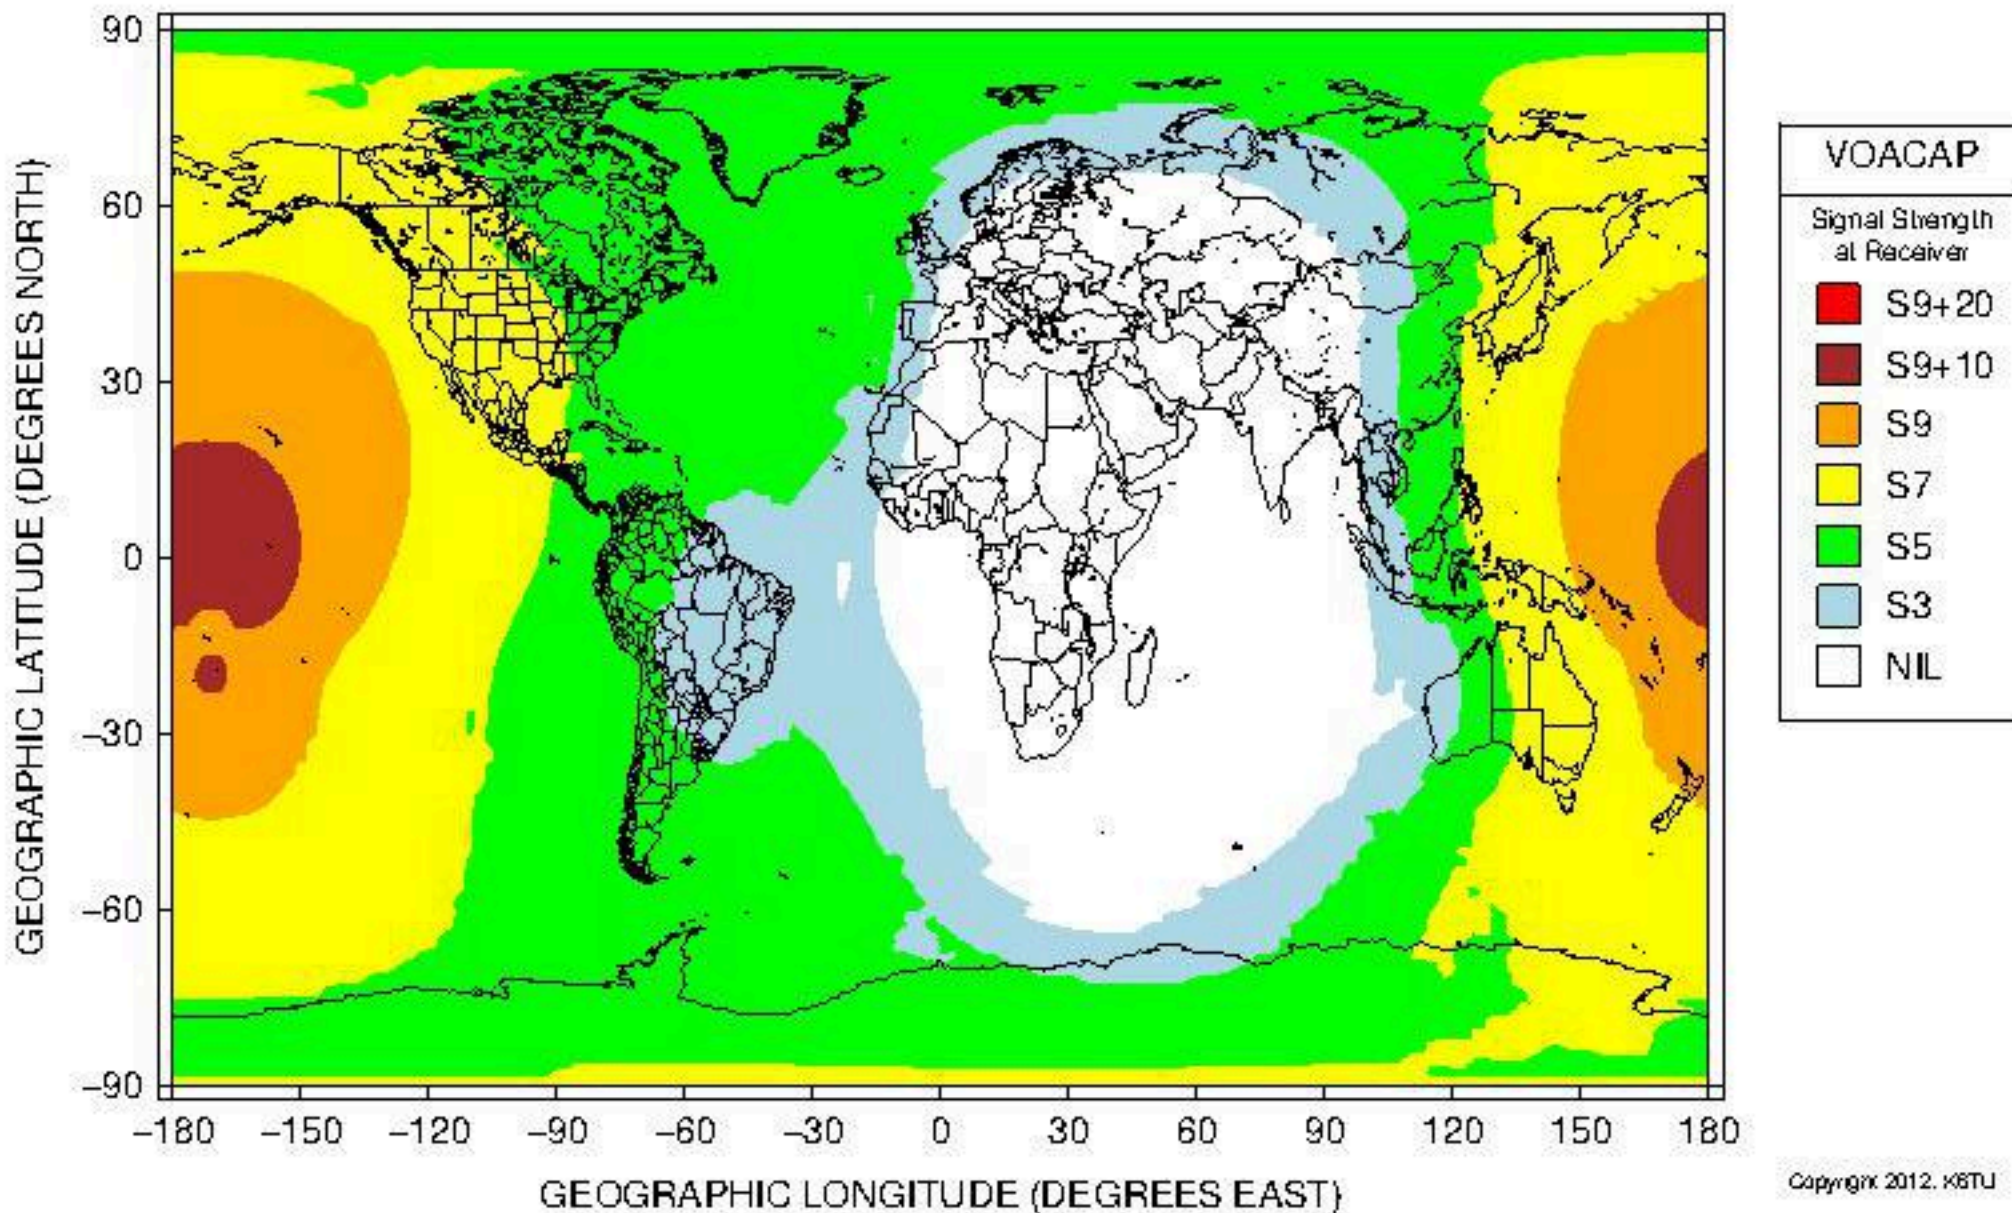 90
60
30
0
−30
−60
−90
GEOGRAPHIC LATITUDE (DEGREES NORTH)
−180 −150 −120 −90 −60 −30 0 30 60 90 120 150 180
GEOGRAPHIC LONGITUDE (DEGREES EAST)
VOACAP
Signal Strength
at Receiver
S9+20
S9+10
S9
S7
S5
S3
NIL
Copyright 2012, K6TU